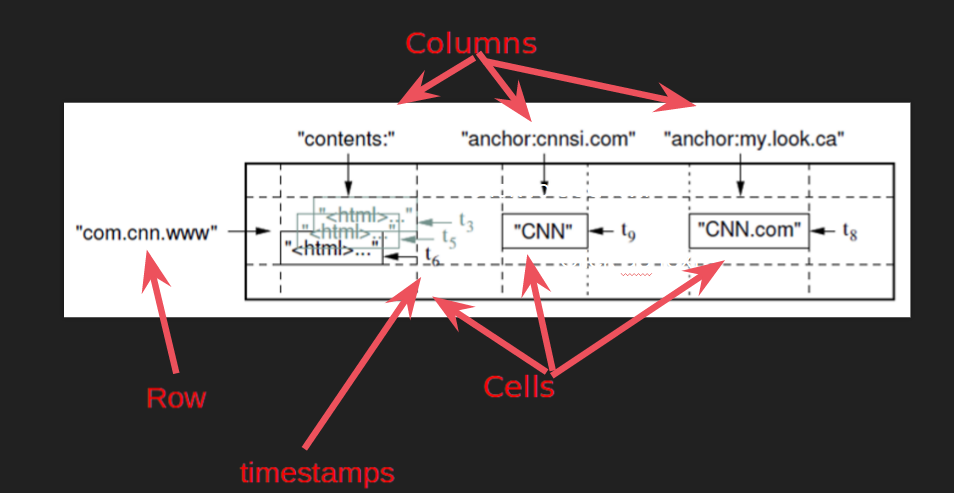 Columns
"contents:" "anchor:cnnsi.com" "anchor:my.look.ca"
"<html>..." t3
"<html>..." t5
"com.cnn.www" "<html>..." t6 "CNN" t9 "CNN.com" t8
Row
Cells
timestamps